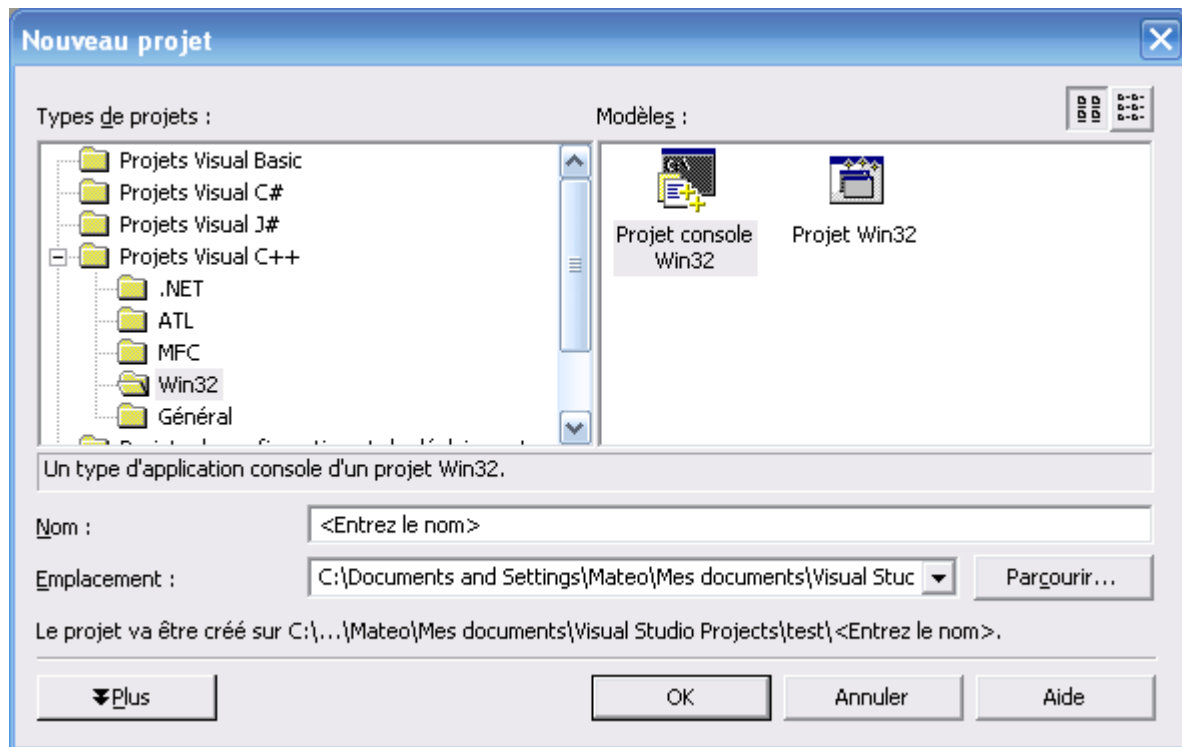 Nouveau projet
Types de projets :
Modèles :
Projets Visual Basic
Projets Visual C#
Projets Visual J#
Projets Visual C++
.NET
ATL
MFC
Win32
Général
Projet console
Win32
Projet Win32
Un type d'application console d'un projet Win32.
Nom :
<Entrez le nom>
Emplacement :
C:\Documents and Settings\Mateo\Mes documents\Visual Stuc
Parcourir...
Le projet va être créé sur C:\...\Mateo\Mes documents\Visual Studio Projects\test\<Entrez le nom>.
Plus
OK
Annuler
Aide